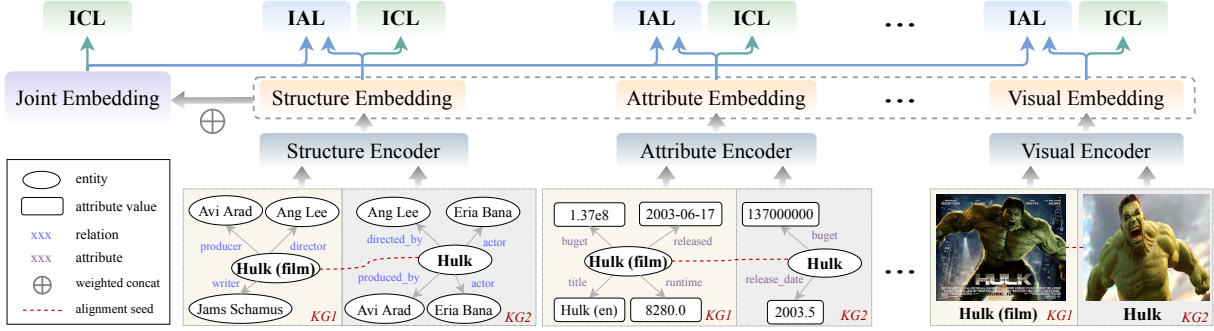 ICL IAL ICL IAL ICL ... IAL ICL
Joint Embedding Structure Embedding Attribute Embedding ... Visual Embedding
Structure Encoder Attribute Encoder Visual Encoder
entity
attribute value
xxx relation
xxx attribute
weighted concat
alignment seed
Avi Arad Ang Lee
producer director
Hulk (film)
writer
Jams Schamus KG1
Ang Lee Eria Bana
directed_by actor
Hulk
produced_by actor
Avi Arad Eria Bana KG2
1.37e8 2003-06-17
buget released
Hulk (film)
title runtime
Hulk (en) 8280.0 KG1
137000000
buget
Hulk
release_date
2003.5 KG2
...
HULK
Hulk (film) KG1
Hulk KG2